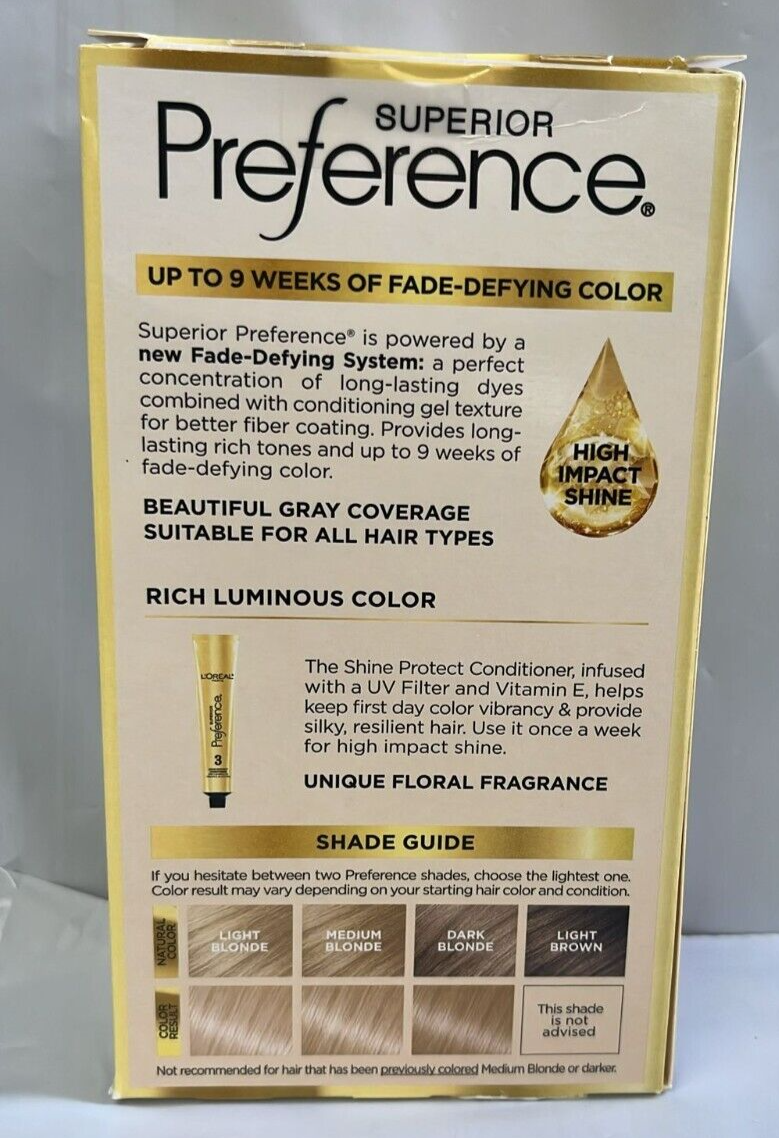 SUPERIOR
Preference®
UP TO 9 WEEKS OF FADE-DEFYING COLOR
Superior Preference® is powered by a
new Fade-Defying System: a perfect
concentration of long-lasting dyes
combined with conditioning gel texture
for better fiber coating. Provides long-
lasting rich tones and up to 9 weeks of
fade-defying color.
HIGH
IMPACT
SHINE
BEAUTIFUL GRAY COVERAGE
SUITABLE FOR ALL HAIR TYPES
RICH LUMINOUS COLOR
L'ORÉAL
SUPERIOR
Preference
3
The Shine Protect Conditioner, infused
with a UV Filter and Vitamin E, helps
keep first day color vibrancy & provide
silky, resilient hair. Use it once a week
for high impact shine.
UNIQUE FLORAL FRAGRANCE
SHADE GUIDE
If you hesitate between two Preference shades, choose the lightest one.
Color result may vary depending on your starting hair color and condition.
NATURAL
COLOR
LIGHT
BLONDE
MEDIUM
BLONDE
DARK
BLONDE
LIGHT
BROWN
COLOR
RESULT
This shade
is not
advised
Not recommended for hair that has been previously colored Medium Blonde or darker.